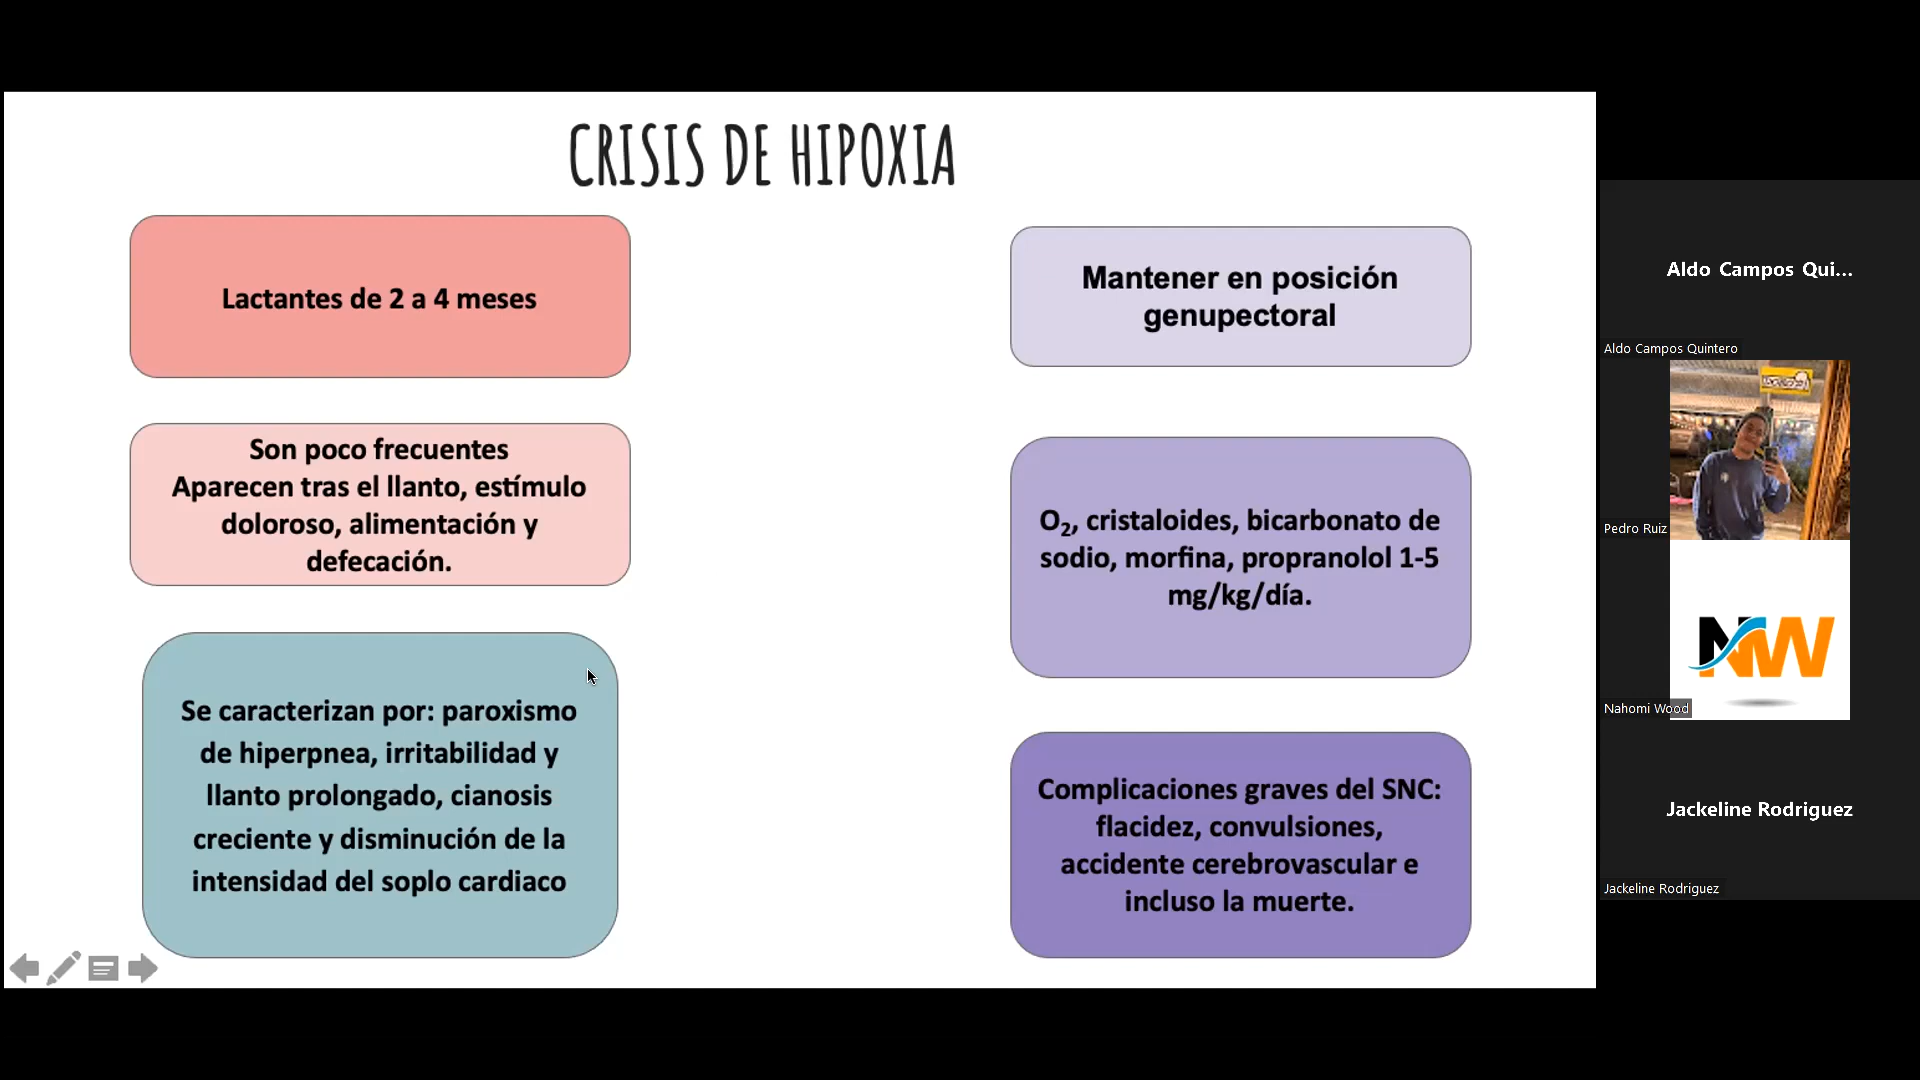 CRISIS DE HIPOXIA
Lactantes de 2 a 4 meses
Son poco frecuentes
Aparecen tras el llanto, estímulo
doloroso, alimentación y
defecación.
Se caracterizan por: paroxismo
de hiperpnea, irritabilidad y
llanto prolongado, cianosis
creciente y disminución de la
intensidad del soplo cardiaco
Mantener en posición
genupectoral
O₂, cristaloides, bicarbonato de
sodio, morfina, propranolol 1-5
mg/kg/día.
Complicaciones graves del SNC:
flacidez, convulsiones,
accidente cerebrovascular e
incluso la muerte.
Aldo Campos Qui...
Aldo Campos Quintero
Pedro Ruiz
NW
Nahomi Wood
Jackeline Rodriguez
Jackeline Rodriguez